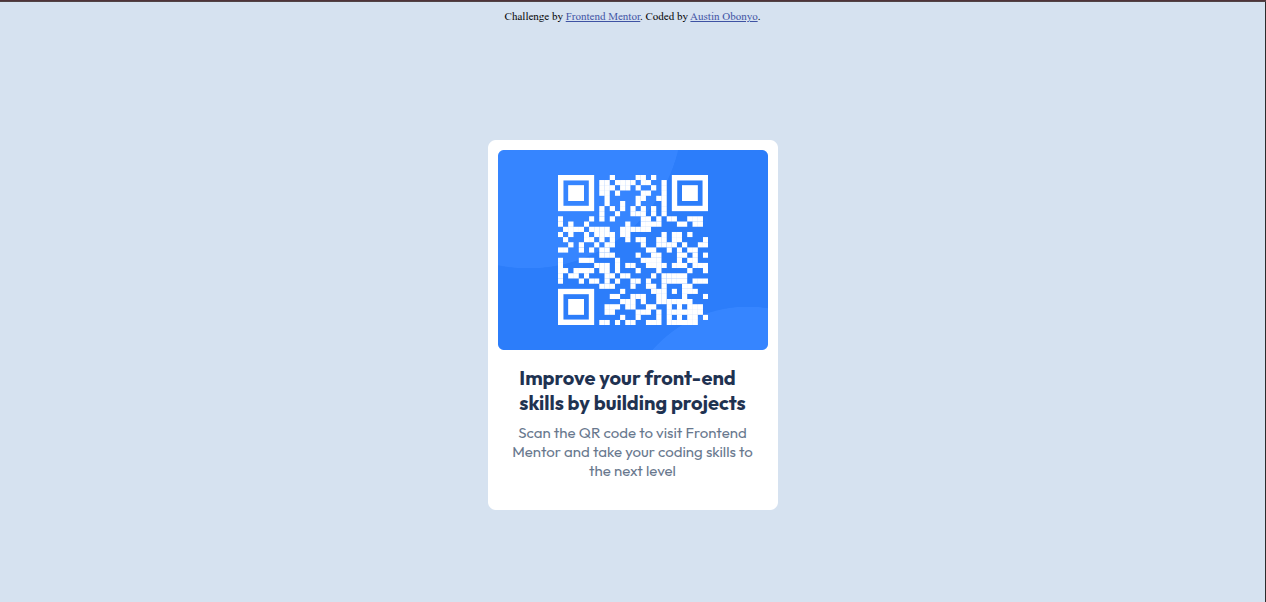 Challenge by Frontend Mentor. Coded by Austin Obonyo.
Improve your front-end
skills by building projects
Scan the QR code to visit Frontend
Mentor and take your coding skills to
the next level